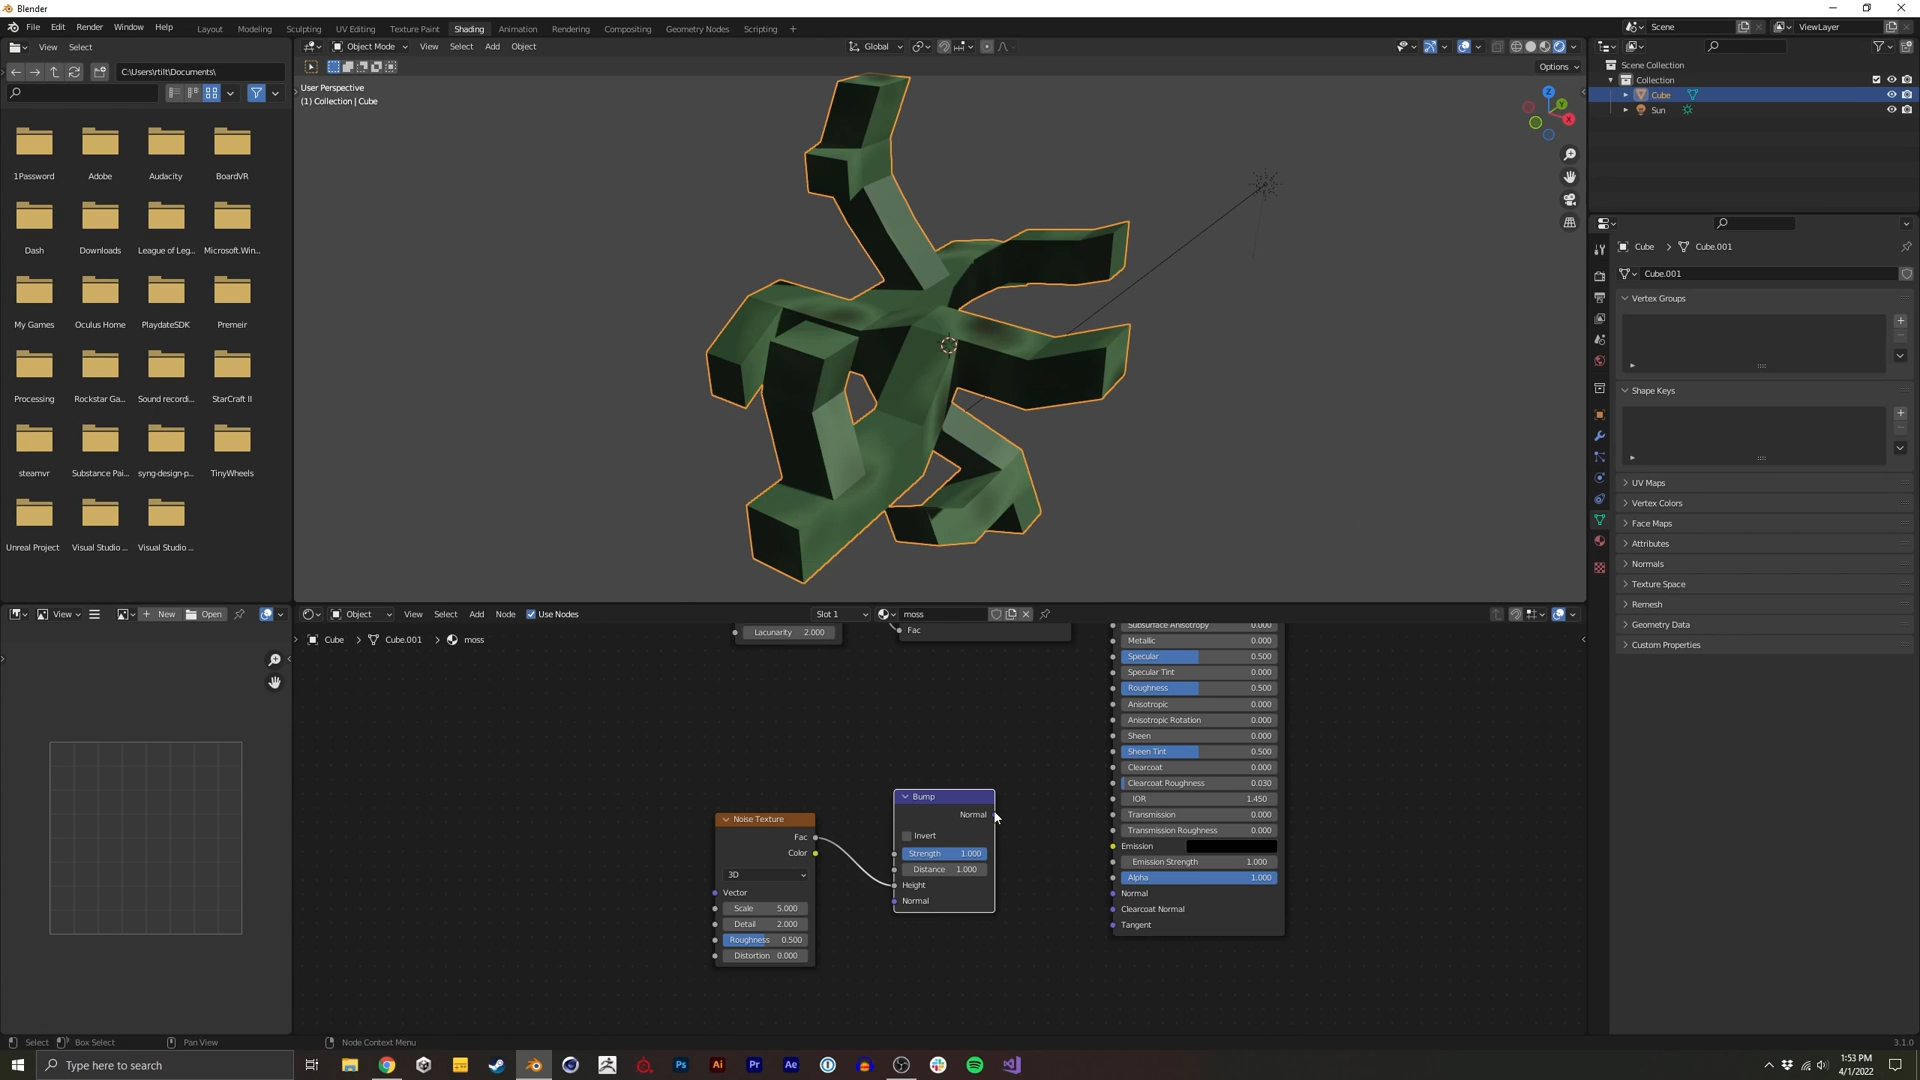 Blender
File Edit Render Window Help
Layout Modeling Sculpting UV Editing Texture Paint Shading Animation Rendering Compositing Geometry Nodes Scripting +
Scene
ViewLayer
View Select
Object Mode View Select Add Object
Global
C:\Users\rtilt\Documents\
Options
User Perspective
(1) Collection | Cube
Scene Collection
Collection
Cube
Sun
1Password Adobe Audacity BoardVR
Dash Downloads League of Leg... Microsoft.Win...
My Games Oculus Home PlaydateSDK Premeir
Processing Rockstar Ga... Sound recordi... StarCraft II
steamvr Substance Pai... syng-design-p... TinyWheels
Unreal Project Visual Studio ... Visual Studio ...
Z
Y
X
Cube > Cube.001
Cube.001
Vertex Groups
Shape Keys
UV Maps
Vertex Colors
Face Maps
Attributes
Normals
Texture Space
Remesh
Geometry Data
Custom Properties
View New Open
Object View Select Add Node Use Nodes Slot 1 moss
Cube > Cube.001 > moss
Lacunarity 2.000
Fac
Subsurface Anisotropy 0.000
Metallic 0.000
Specular 0.500
Specular Tint 0.000
Roughness 0.500
Anisotropic 0.000
Anisotropic Rotation 0.000
Sheen 0.000
Sheen Tint 0.500
Clearcoat 0.000
Clearcoat Roughness 0.030
IOR 1.450
Transmission 0.000
Transmission Roughness 0.000
Emission
Emission Strength 1.000
Alpha 1.000
Normal
Clearcoat Normal
Tangent
Bump
Normal
Invert
Strength 1.000
Distance 1.000
Height
Normal
Noise Texture
Fac
Color
3D
Vector
Scale 5.000
Detail 2.000
Roughness 0.500
Distortion 0.000
Select Box Select Pan View Node Context Menu
3.1.0
Type here to search
Ps Ai Pr Ae
1:53 PM
4/1/2022